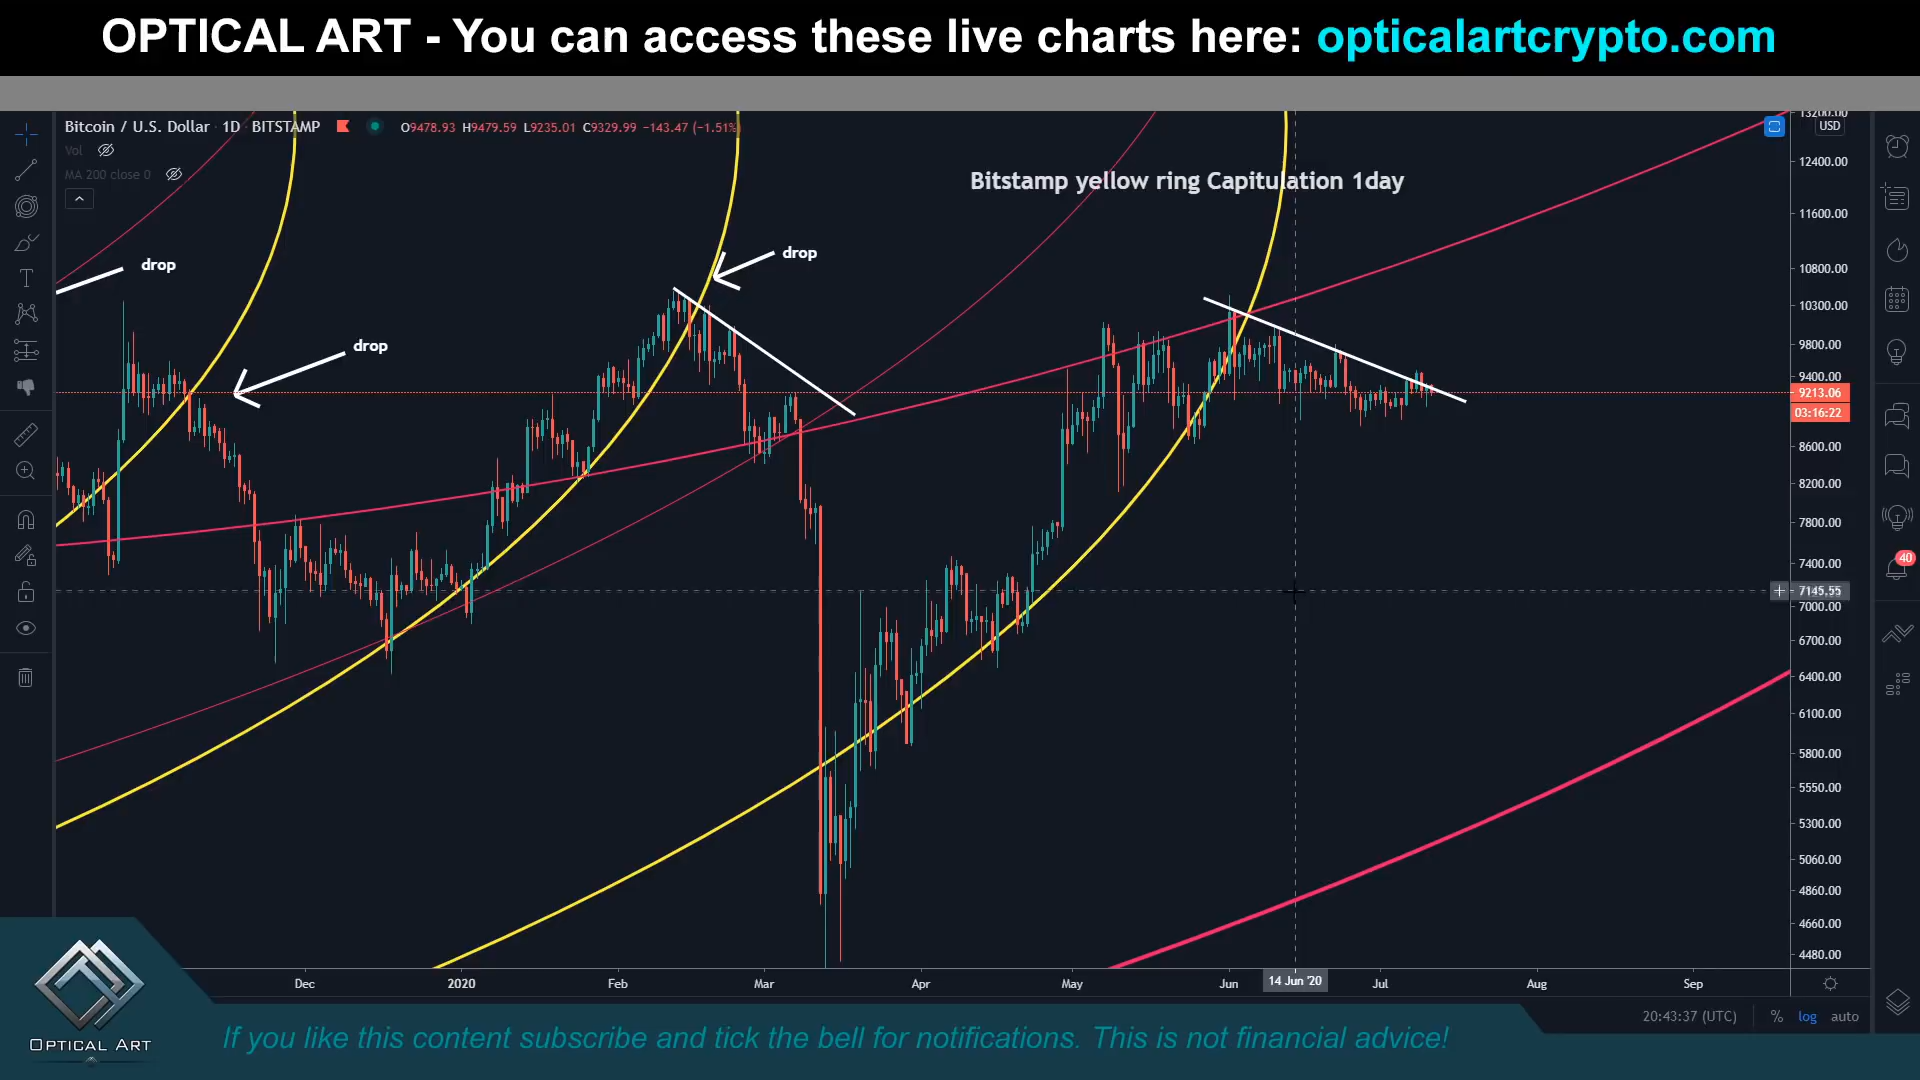 OPTICAL ART - You can access these live charts here: opticalartcrypto.com
Bitcoin / U.S. Dollar · 1D · BITSTAMP O9478.93 H9479.59 L9235.01 C9329.99 −143.47 (−1.51%)
Vol
MA 200 close 0
Bitstamp yellow ring Capitulation 1day
drop
drop
drop
USD
13200.00
12400.00
11600.00
10800.00
10300.00
9800.00
9400.00
9213.06
03:16:22
8600.00
8200.00
7800.00
7400.00
7145.55
7000.00
6700.00
6400.00
6100.00
5800.00
5550.00
5300.00
5060.00
4860.00
4660.00
4480.00
40
Dec 2020 Feb Mar Apr May Jun 14 Jun '20 Jul Aug Sep
20:43:37 (UTC) % log auto
OPTICAL ART
If you like this content subscribe and tick the bell for notifications. This is not financial advice!